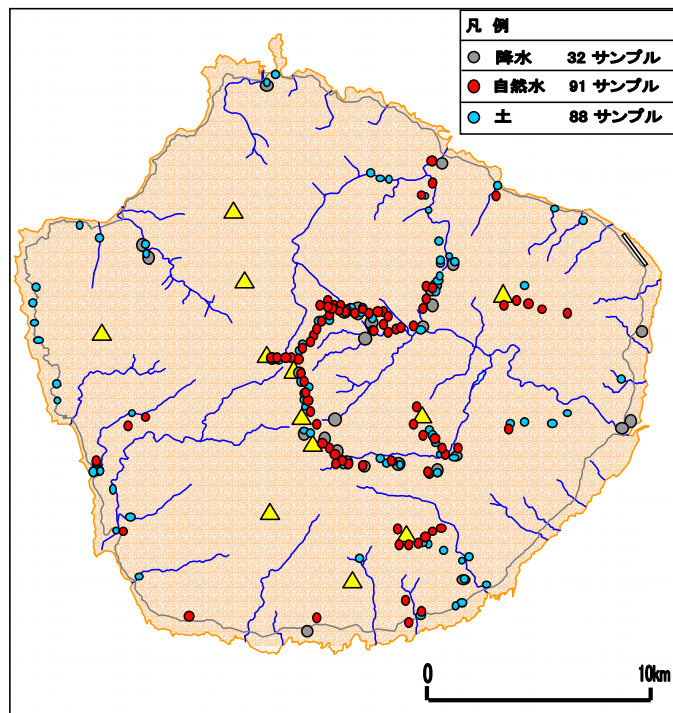 凡 例
降水 32 サンプル
自然水 91 サンプル
土 88 サンプル
0 10km